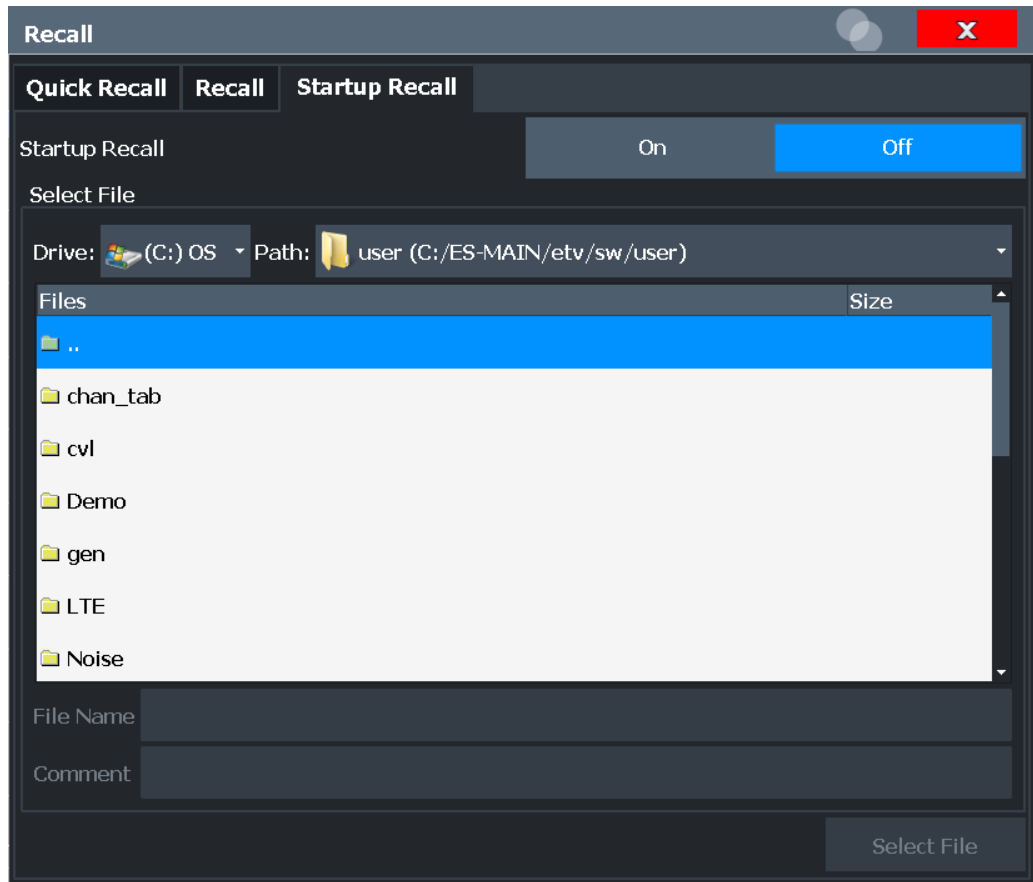 Recall
X
Quick Recall Recall Startup Recall
Startup Recall On Off
Select File
Drive: (C:) OS Path: user (C:/ES-MAIN/etv/sw/user)
Files Size
..
chan_tab
cvl
Demo
gen
LTE
Noise
File Name
Comment
Select File